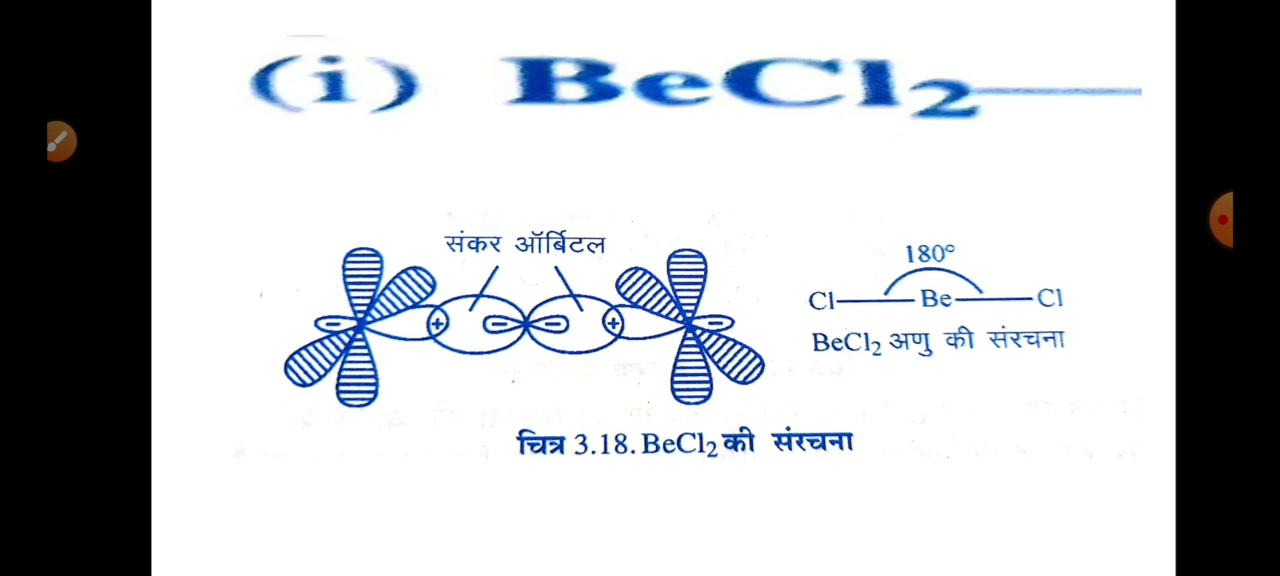 (i) BeCl₂—
संकर ऑर्बिटल
180°
Cl—Be—Cl
BeCl₂ अणु की संरचना
− + − − + −
चित्र 3.18. BeCl₂ की संरचना